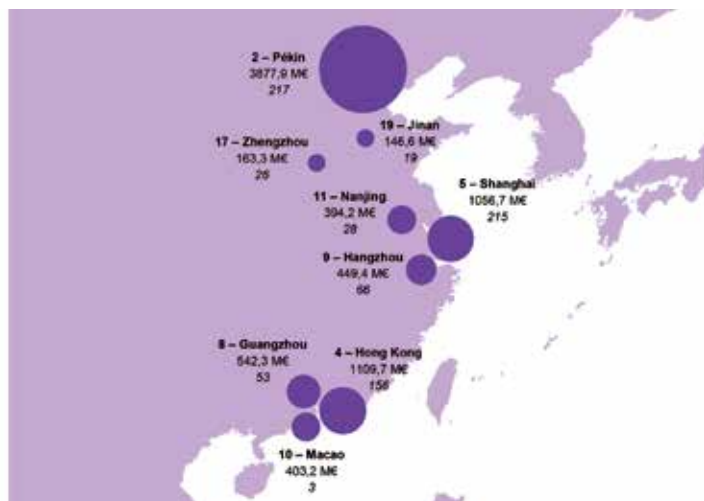 2 – Pékin
3877,9 M€
217
19 – Jinan
146,6 M€
19
17 – Zhengzhou
163,3 M€
26
5 – Shanghai
1056,7 M€
215
11 – Nanjing
394,2 M€
28
9 – Hangzhou
449,4 M€
66
8 – Guangzhou
542,3 M€
53
4 – Hong Kong
1109,7 M€
156
10 – Macao
403,2 M€
3